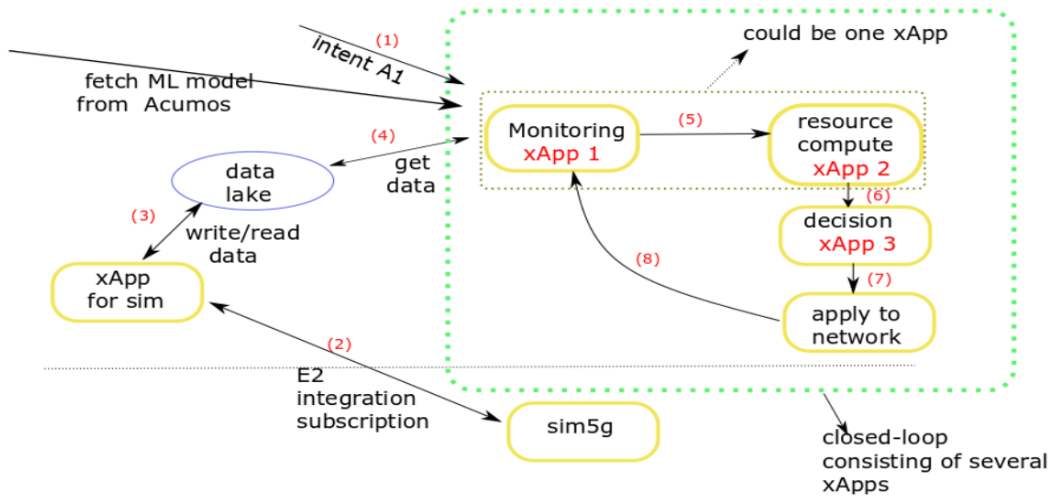 (1)
intent A1
could be one xApp
fetch ML model
from Acumos
(4)
get
data
Monitoring
xApp 1
(5)
resource
compute
xApp 2
data
lake
(3)
write/read
data
(6)
decision
xApp 3
(8)
(7)
xApp
for sim
apply to
network
(2)
E2
integration
subscription
sim5g
closed-loop
consisting of several
xApps